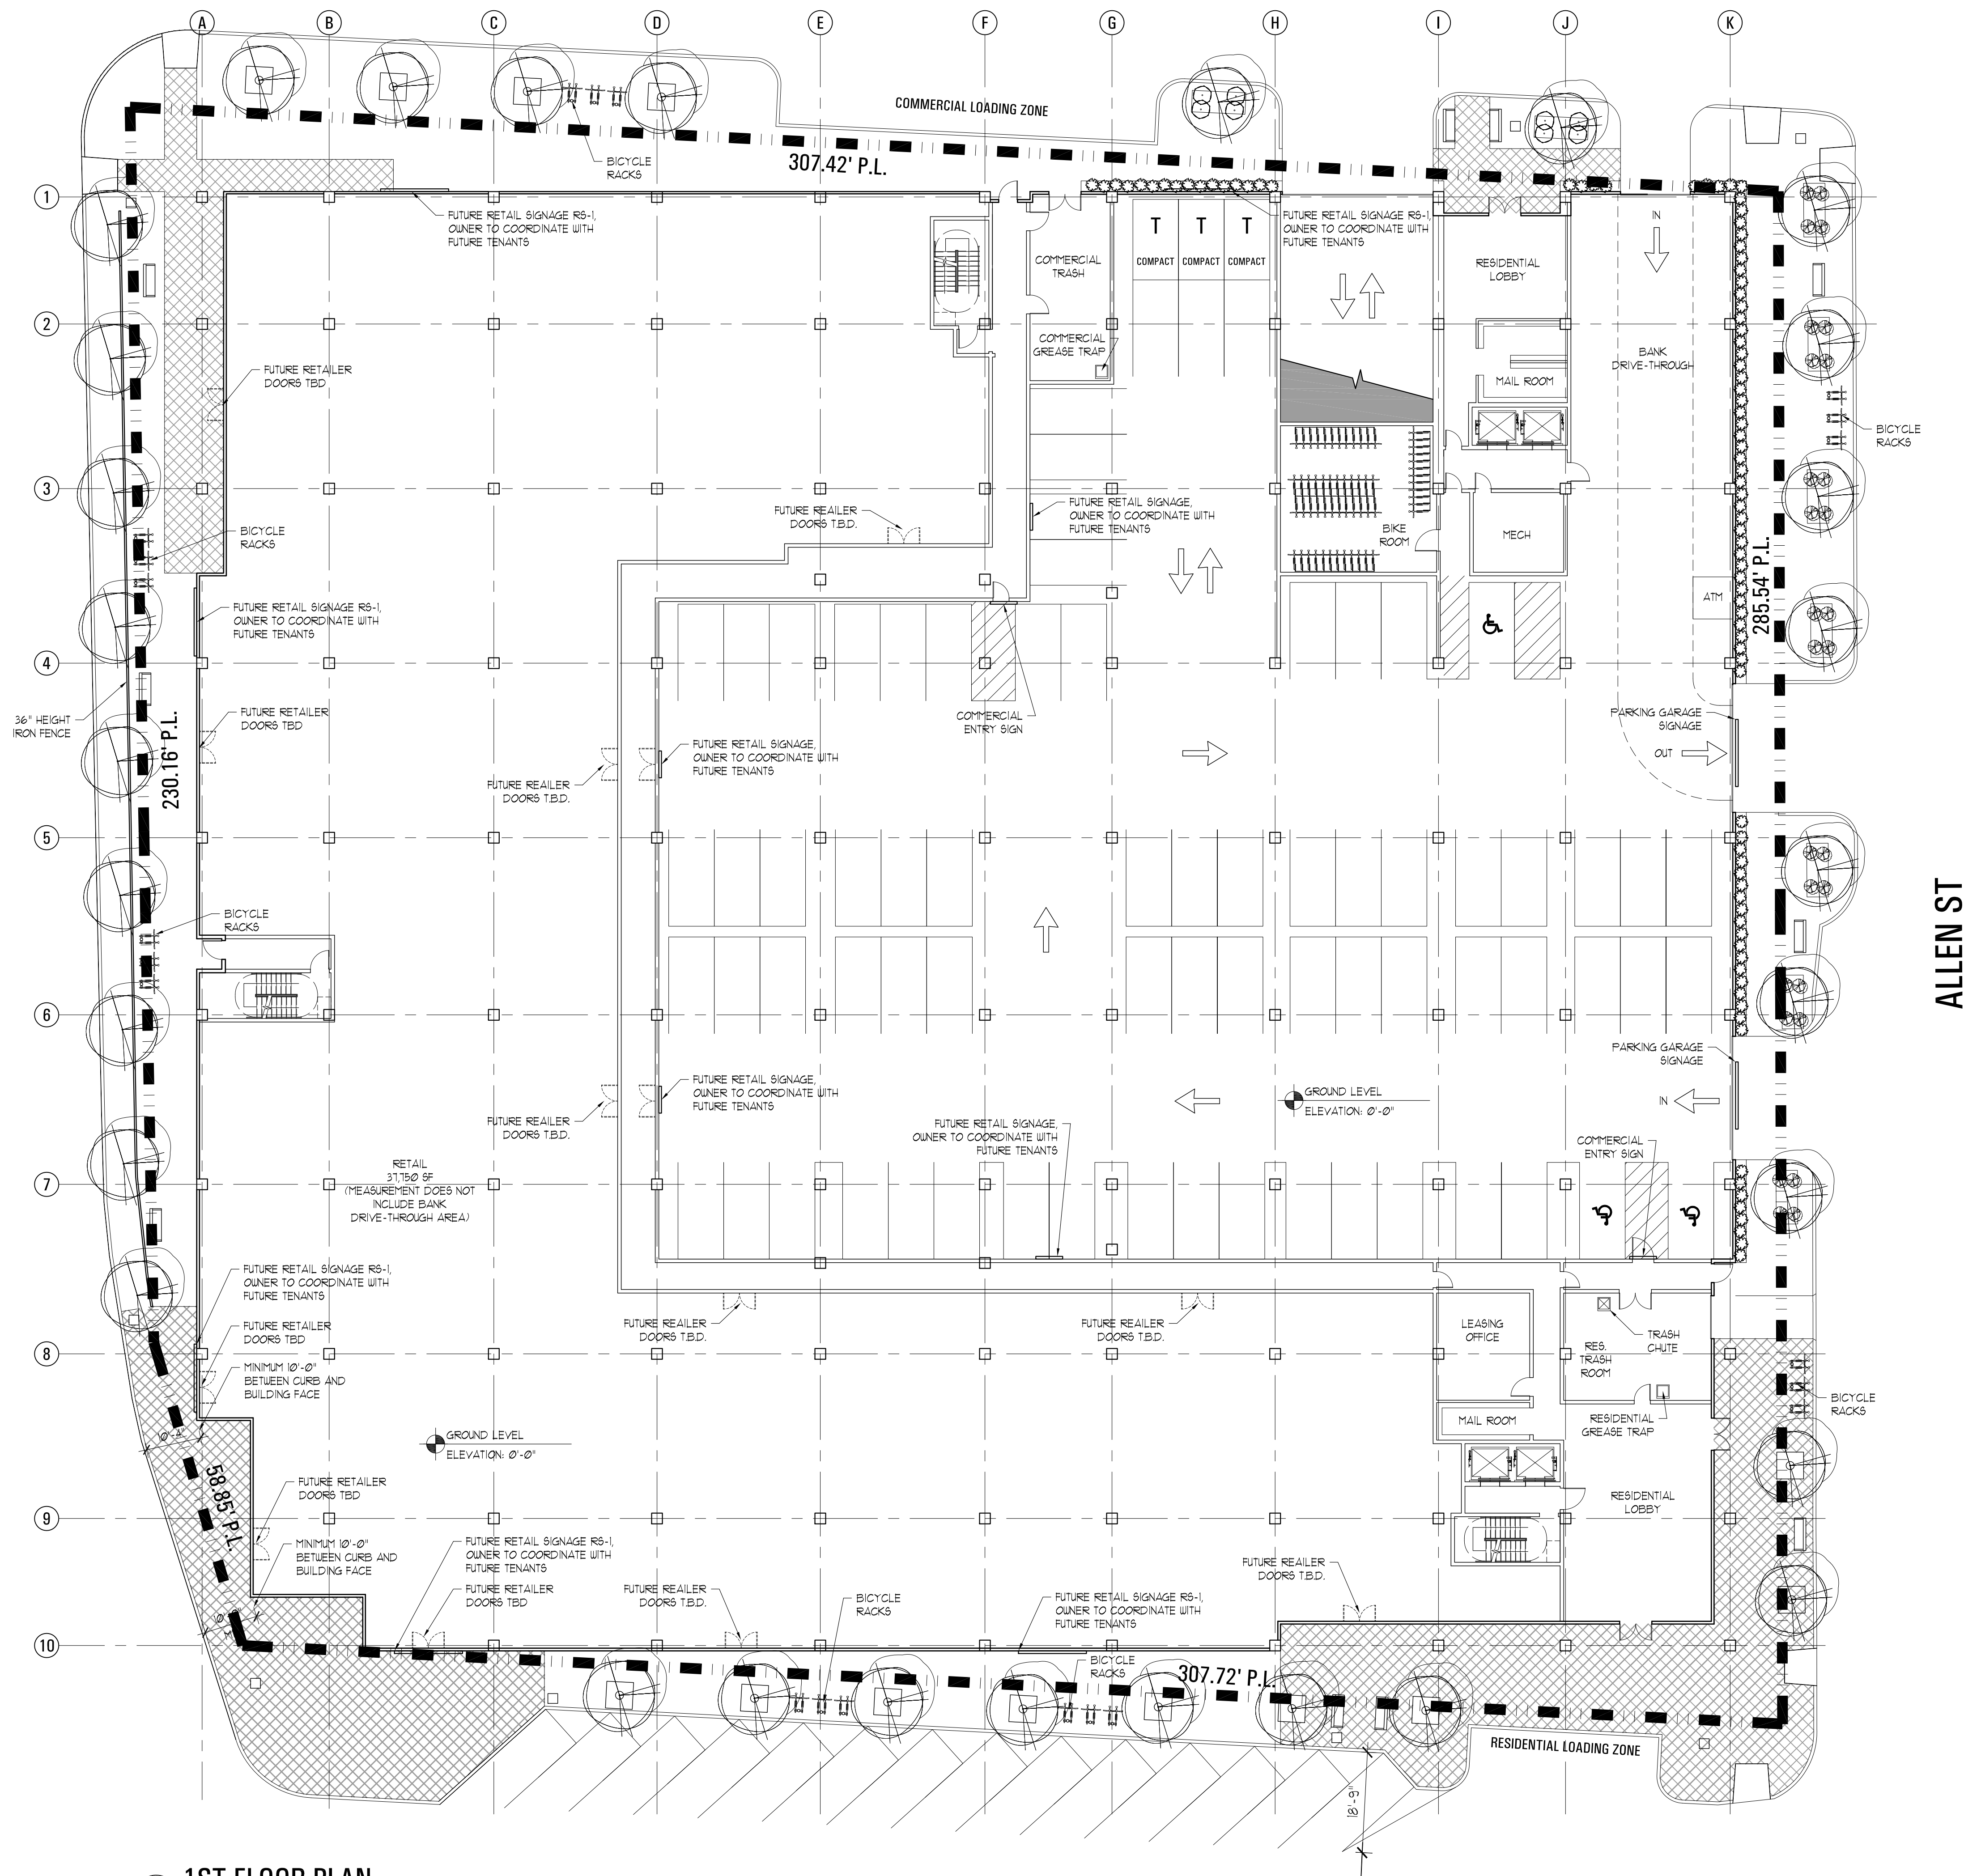 A B C D E F G H I J K
COMMERCIAL LOADING ZONE
307.42' P.L.
BICYCLE
RACKS
1
FUTURE RETAIL SIGNAGE RS-1,
OWNER TO COORDINATE WITH
FUTURE TENANTS
COMMERCIAL
TRASH
T T T
COMPACT COMPACT COMPACT
FUTURE RETAIL SIGNAGE RS-1,
OWNER TO COORDINATE WITH
FUTURE TENANTS
RESIDENTIAL
LOBBY
IN
2
COMMERCIAL
GREASE TRAP
BANK
DRIVE-THROUGH
MAIL ROOM
FUTURE RETAILER
DOORS TBD
BICYCLE
RACKS
3
FUTURE REAILER
DOORS T.B.D.
FUTURE RETAIL SIGNAGE,
OWNER TO COORDINATE WITH
FUTURE TENANTS
BIKE
ROOM
MECH
BICYCLE
RACKS
285.54' P.L.
ATM
FUTURE RETAIL SIGNAGE RS-1,
OWNER TO COORDINATE WITH
FUTURE TENANTS
4
36" HEIGHT
IRON FENCE
230.16' P.L.
FUTURE RETAILER
DOORS TBD
COMMERCIAL
ENTRY SIGN
PARKING GARAGE
SIGNAGE
OUT
FUTURE RETAIL SIGNAGE,
OWNER TO COORDINATE WITH
FUTURE TENANTS
FUTURE REAILER
DOORS T.B.D.
5
BICYCLE
RACKS
ALLEN ST
6
PARKING GARAGE
SIGNAGE
IN
FUTURE RETAIL SIGNAGE,
OWNER TO COORDINATE WITH
FUTURE TENANTS
FUTURE REAILER
DOORS T.B.D.
GROUND LEVEL
ELEVATION: 0'-0"
FUTURE RETAIL SIGNAGE,
OWNER TO COORDINATE WITH
FUTURE TENANTS
COMMERCIAL
ENTRY SIGN
7
RETAIL
37,750 SF
(MEASUREMENT DOES NOT
INCLUDE BANK
DRIVE-THROUGH AREA)
FUTURE RETAIL SIGNAGE RS-1,
OWNER TO COORDINATE WITH
FUTURE TENANTS
FUTURE RETAILER
DOORS TBD
FUTURE REAILER
DOORS T.B.D.
FUTURE REAILER
DOORS T.B.D.
LEASING
OFFICE
TRASH
CHUTE
RES.
TRASH
ROOM
8
MINIMUM 10'-0"
BETWEEN CURB AND
BUILDING FACE
BICYCLE
RACKS
MAIL ROOM
RESIDENTIAL
GREASE TRAP
GROUND LEVEL
ELEVATION: 0'-0"
58.85' P.L.
FUTURE RETAILER
DOORS TBD
RESIDENTIAL
LOBBY
9
MINIMUM 10'-0"
BETWEEN CURB AND
BUILDING FACE
FUTURE RETAIL SIGNAGE RS-1,
OWNER TO COORDINATE WITH
FUTURE TENANTS
FUTURE RETAILER
DOORS TBD
FUTURE REAILER
DOORS T.B.D.
BICYCLE
RACKS
FUTURE RETAIL SIGNAGE RS-1,
OWNER TO COORDINATE WITH
FUTURE TENANTS
FUTURE REAILER
DOORS T.B.D.
10
BICYCLE
RACKS
307.72' P.L.
RESIDENTIAL LOADING ZONE
18'-9"
1ST FLOOR PLAN